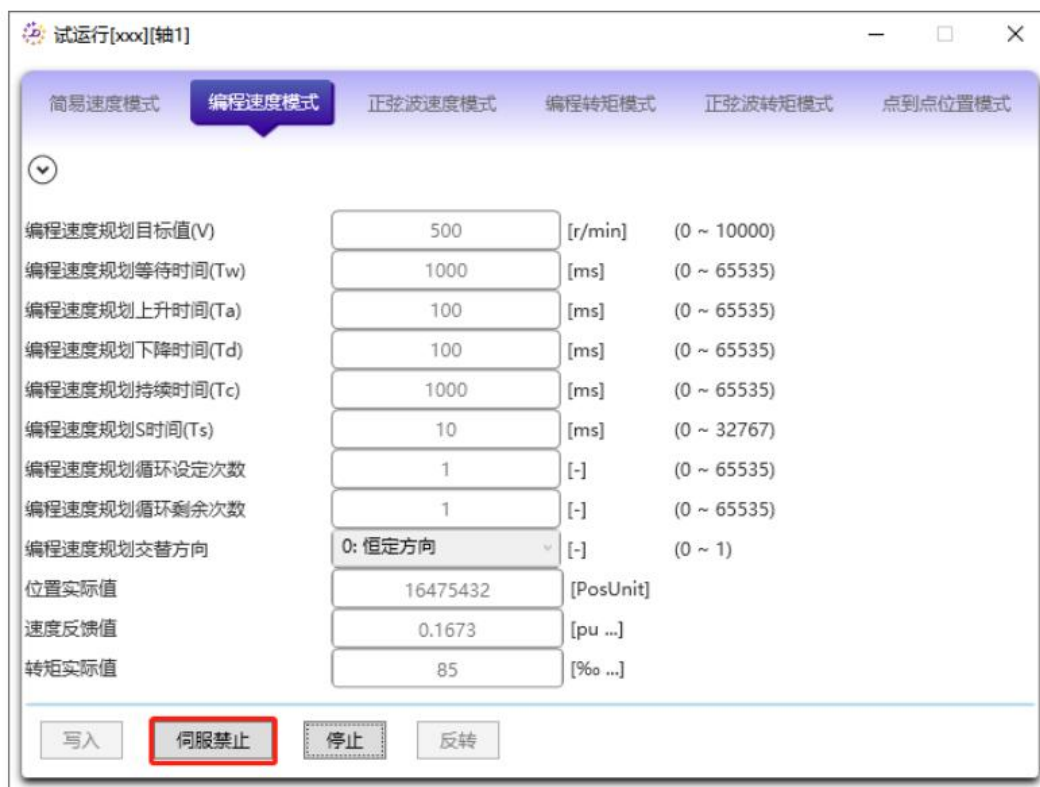 试运行[xxx][轴1]
简易速度模式 编程速度模式 正弦波速度模式 编程转矩模式 正弦波转矩模式 点到点位置模式
编程速度规划目标值(V) 500 [r/min] (0 ~ 10000)
编程速度规划等待时间(Tw) 1000 [ms] (0 ~ 65535)
编程速度规划上升时间(Ta) 100 [ms] (0 ~ 65535)
编程速度规划下降时间(Td) 100 [ms] (0 ~ 65535)
编程速度规划持续时间(Tc) 1000 [ms] (0 ~ 65535)
编程速度规划S时间(Ts) 10 [ms] (0 ~ 32767)
编程速度规划循环设定次数 1 [-] (0 ~ 65535)
编程速度规划循环剩余次数 1 [-] (0 ~ 65535)
编程速度规划交替方向 0: 恒定方向 [-] (0 ~ 1)
位置实际值 16475432 [PosUnit]
速度反馈值 0.1673 [pu ...]
转矩实际值 85 [‰ ...]
写入 伺服禁止 停止 反转